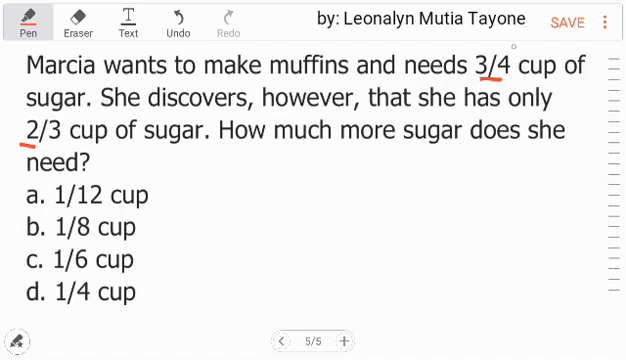 by: Leonalyn Mutia Tayone
SAVE
Pen Eraser Text Undo Redo
Marcia wants to make muffins and needs 3/4 cup of
sugar. She discovers, however, that she has only
2/3 cup of sugar. How much more sugar does she
need?
a. 1/12 cup
b. 1/8 cup
c. 1/6 cup
d. 1/4 cup
5/5